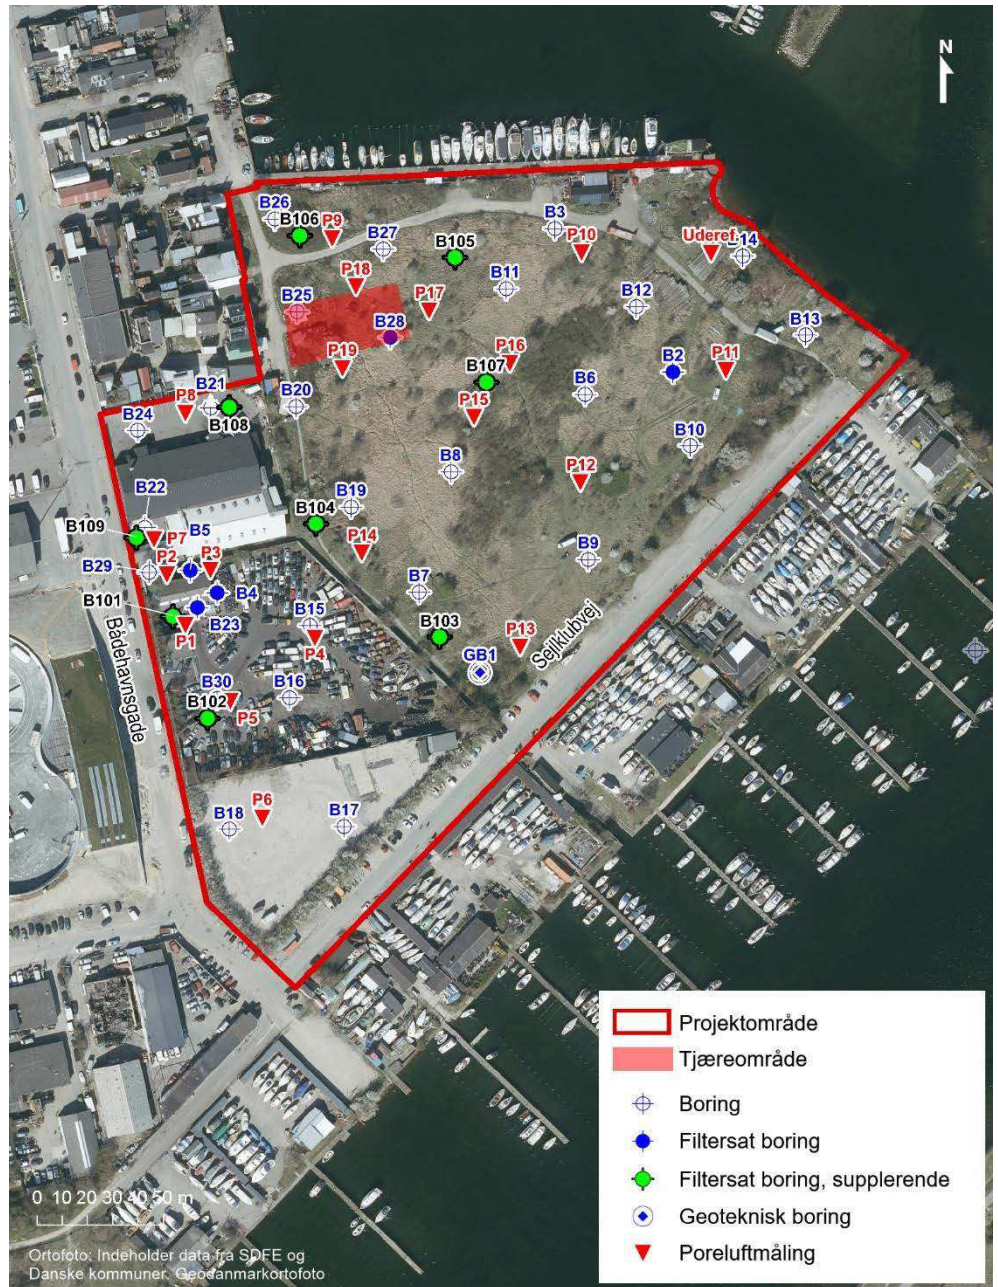 N
B26
B106
P9
B27
B3
P10
B105
Uderef.
B14
P18
B11
B25
P17
B12
B13
B28
P19
P16
B107
B2
P11
P8
B21
B108
B20
P15
B6
B24
B10
B8
P12
B22
B19
B104
B109
P7
B5
P14
B29
P2
P3
B9
B4
B7
B101
P1
B23
B15
P4
B103
P13
GB1
Sejlklubvej
Bådehavnsgade
B30
B16
B102
P5
P6
B18
B17
Projektområde
Tjæreområde
Boring
Filtersat boring
Filtersat boring, supplerende
Geoteknisk boring
Poreluftmåling
0 10 20 30 40 50 m
Ortofoto: Indeholder data fra SDFE og
Danske kommuner. Geodanmarkortofoto